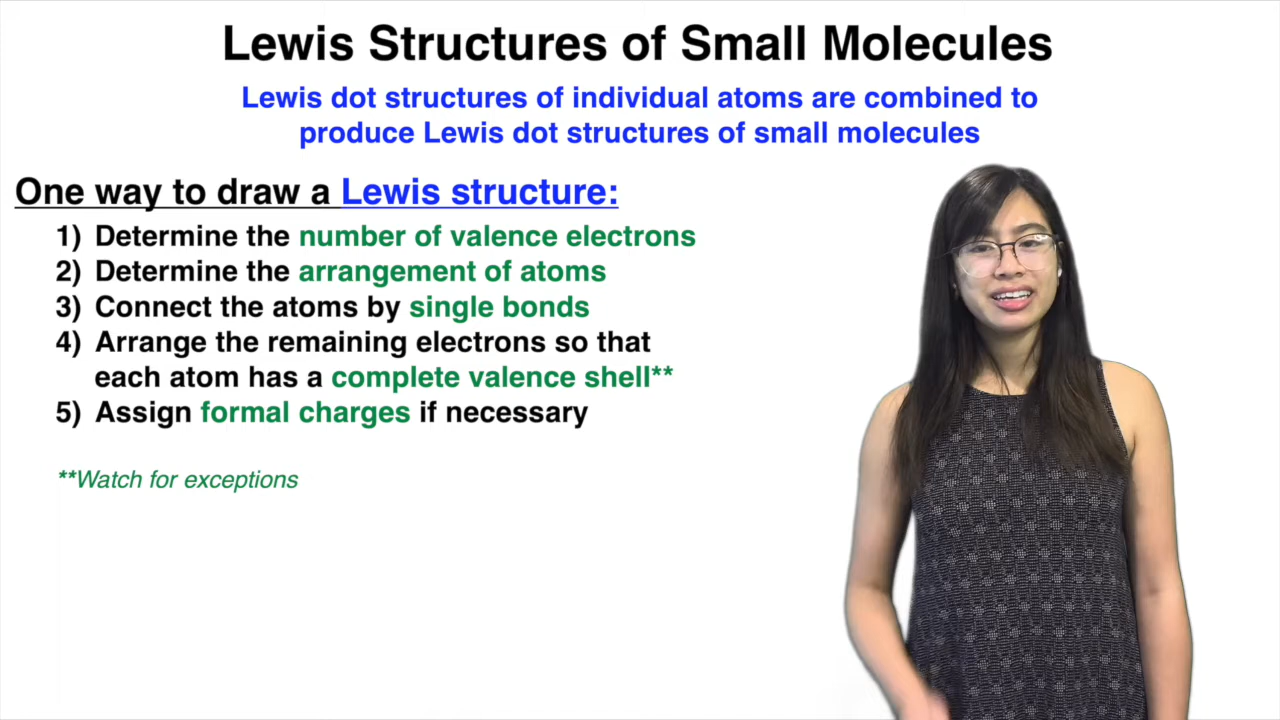 Lewis Structures of Small Molecules
Lewis dot structures of individual atoms are combined to
produce Lewis dot structures of small molecules
One way to draw a Lewis structure:
1) Determine the number of valence electrons
2) Determine the arrangement of atoms
3) Connect the atoms by single bonds
4) Arrange the remaining electrons so that
each atom has a complete valence shell**
5) Assign formal charges if necessary
**Watch for exceptions